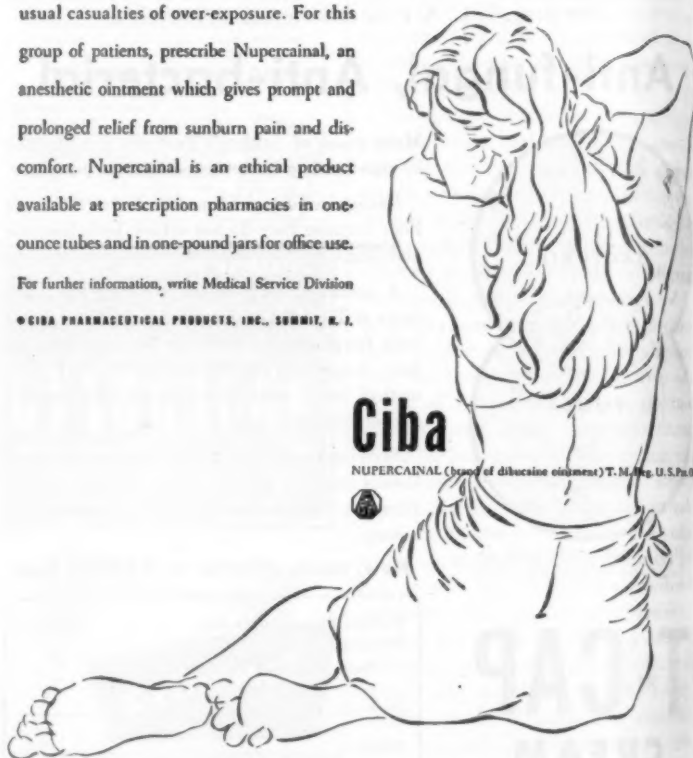 usual casualties of over-exposure. For this
group of patients, prescribe Nupercainal, an
anesthetic ointment which gives prompt and
prolonged relief from sunburn pain and dis-
comfort. Nupercainal is an ethical product
available at prescription pharmacies in one-
ounce tubes and in one-pound jars for office use.
For further information, write Medical Service Division
CIBA PHARMACEUTICAL PRODUCTS, INC., SUMMIT, N. J.
Ciba
NUPERCAINAL (brand of dibucaine ointment) T. M. Reg. U.S.